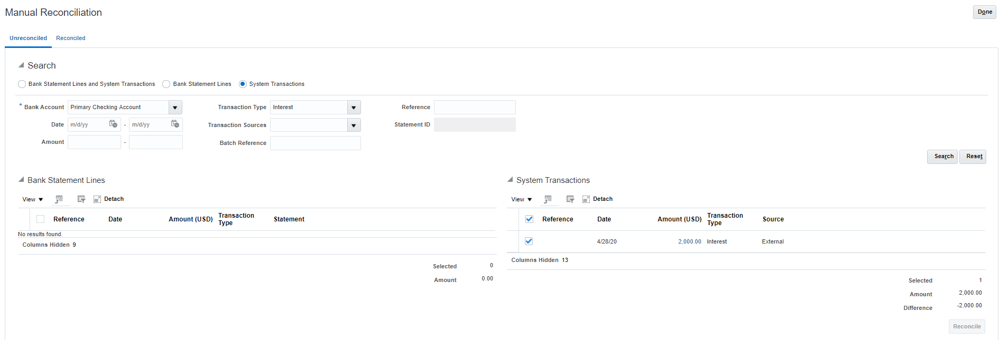 Manual Reconciliation
Done
Unreconciled Reconciled
Search
Bank Statement Lines and System Transactions Bank Statement Lines System Transactions
* Bank Account Primary Checking Account Transaction Type Interest Reference
Date m/d/yy - m/d/yy Transaction Sources Statement ID
Amount - Batch Reference
Search Reset
Bank Statement Lines
View Detach
Reference Date Amount (USD) Transaction Type Statement
No results found.
Columns Hidden 9
Selected 0
Amount 0.00
System Transactions
View Detach
Reference Date Amount (USD) Transaction Type Source
4/28/20 2,000.00 Interest External
Columns Hidden 13
Selected 1
Amount 2,000.00
Difference -2,000.00
Reconcile